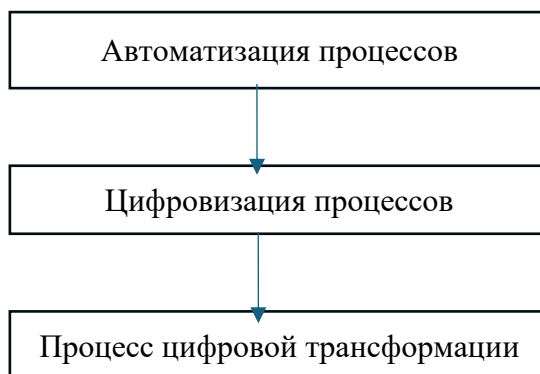 Автоматизация процессов
Цифровизация процессов
Процесс цифровой трансформации